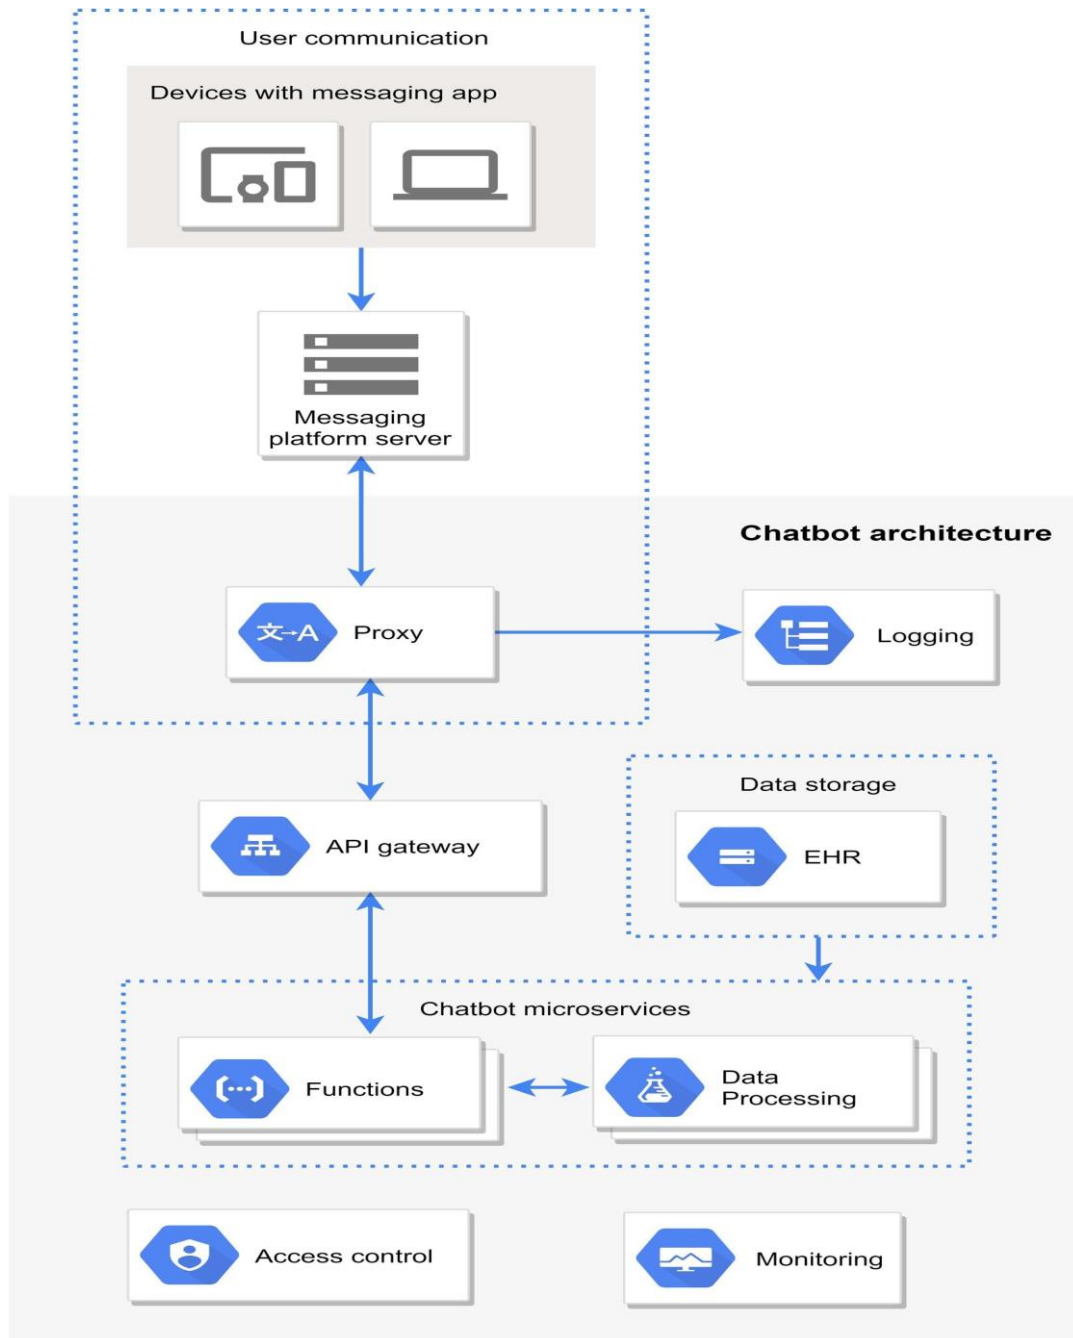 User communication
Devices with messaging app
Messaging
platform server
Chatbot architecture
文→A
Proxy
Logging
API gateway
Data storage
EHR
Chatbot microservices
Functions
Data
Processing
Access control
Monitoring